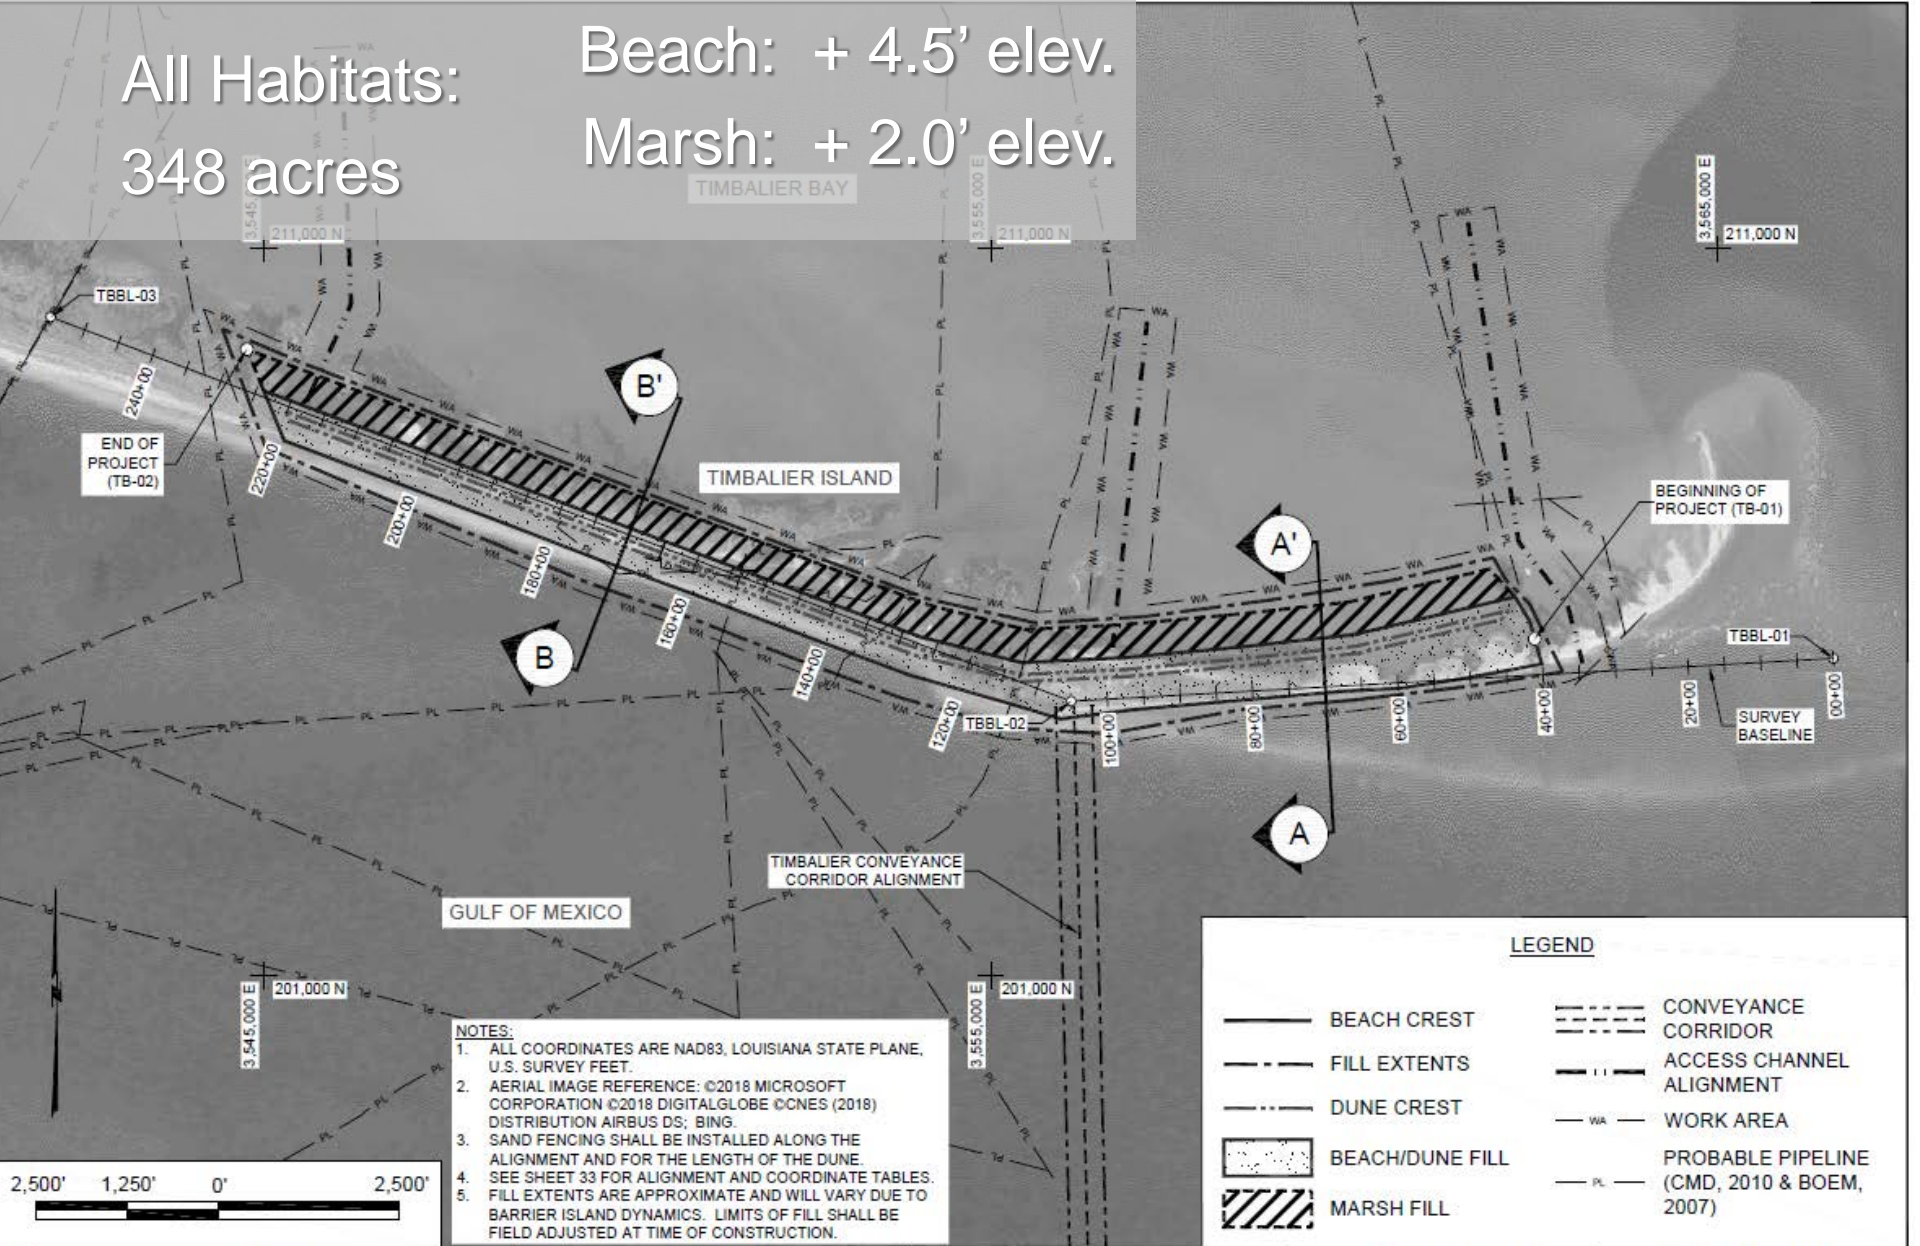 All Habitats:
348 acres
Beach: + 4.5’ elev.
Marsh: + 2.0’ elev.
TIMBALIER BAY
3,545,000 E
211,000 N
3,555,000 E
211,000 N
3,565,000 E
211,000 N
TBBL-03
240+00
END OF
PROJECT
(TB-02)
220+00
200+00
180+00
160+00
140+00
120+00
100+00
80+00
60+00
40+00
20+00
00+00
B'
B
TIMBALIER ISLAND
A'
A
BEGINNING OF
PROJECT (TB-01)
TBBL-01
TBBL-02
SURVEY
BASELINE
TIMBALIER CONVEYANCE
CORRIDOR ALIGNMENT
GULF OF MEXICO
3,545,000 E
201,000 N
3,555,000 E
201,000 N
WA
PL
NOTES:
1. ALL COORDINATES ARE NAD83, LOUISIANA STATE PLANE,
U.S. SURVEY FEET.
2. AERIAL IMAGE REFERENCE: ©2018 MICROSOFT
CORPORATION ©2018 DIGITALGLOBE ©CNES (2018)
DISTRIBUTION AIRBUS DS; BING.
3. SAND FENCING SHALL BE INSTALLED ALONG THE
ALIGNMENT AND FOR THE LENGTH OF THE DUNE.
4. SEE SHEET 33 FOR ALIGNMENT AND COORDINATE TABLES.
5. FILL EXTENTS ARE APPROXIMATE AND WILL VARY DUE TO
BARRIER ISLAND DYNAMICS. LIMITS OF FILL SHALL BE
FIELD ADJUSTED AT TIME OF CONSTRUCTION.
2,500' 1,250' 0' 2,500'
LEGEND
BEACH CREST
FILL EXTENTS
DUNE CREST
BEACH/DUNE FILL
MARSH FILL
CONVEYANCE
CORRIDOR
ACCESS CHANNEL
ALIGNMENT
WA WORK AREA
PL PROBABLE PIPELINE
(CMD, 2010 & BOEM,
2007)